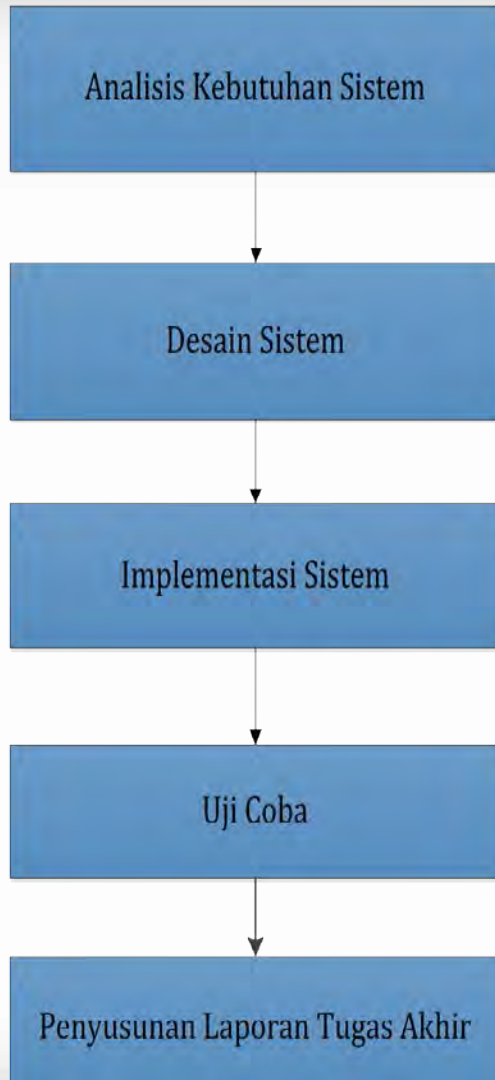 Analisis Kebutuhan Sistem
Desain Sistem
Implementasi Sistem
Uji Coba
Penyusunan Laporan Tugas Akhir